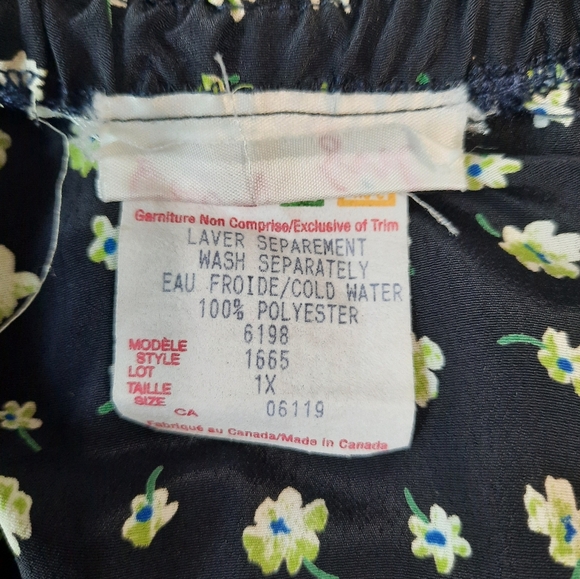 Garniture Non Comprise/Exclusive of Trim
LAVER SEPAREMENT
WASH SEPARATELY
EAU FROIDE/COLD WATER
100% POLYESTER
6198
MODÈLE
STYLE 1665
LOT
TAILLE 1X
SIZE
CA 06119
Fabriqué au Canada/Made in Canada